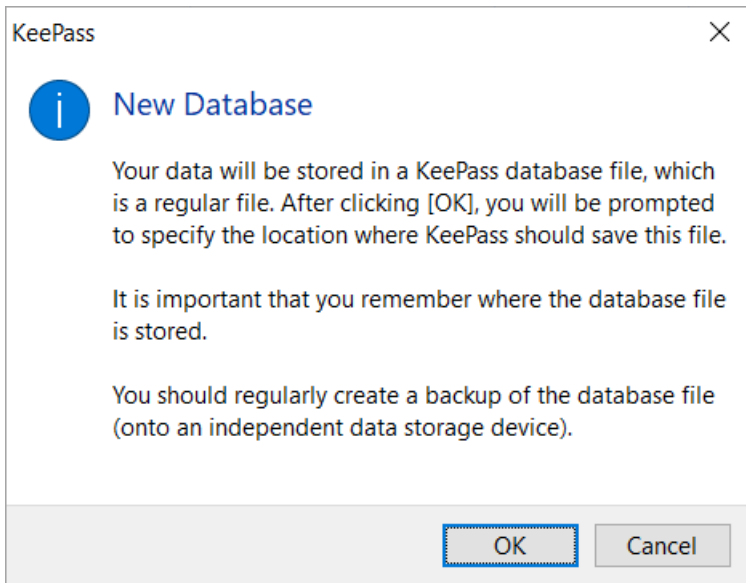 KeePass
New Database
Your data will be stored in a KeePass database file, which
is a regular file. After clicking [OK], you will be prompted
to specify the location where KeePass should save this file.
It is important that you remember where the database file
is stored.
You should regularly create a backup of the database file
(onto an independent data storage device).
OK
Cancel